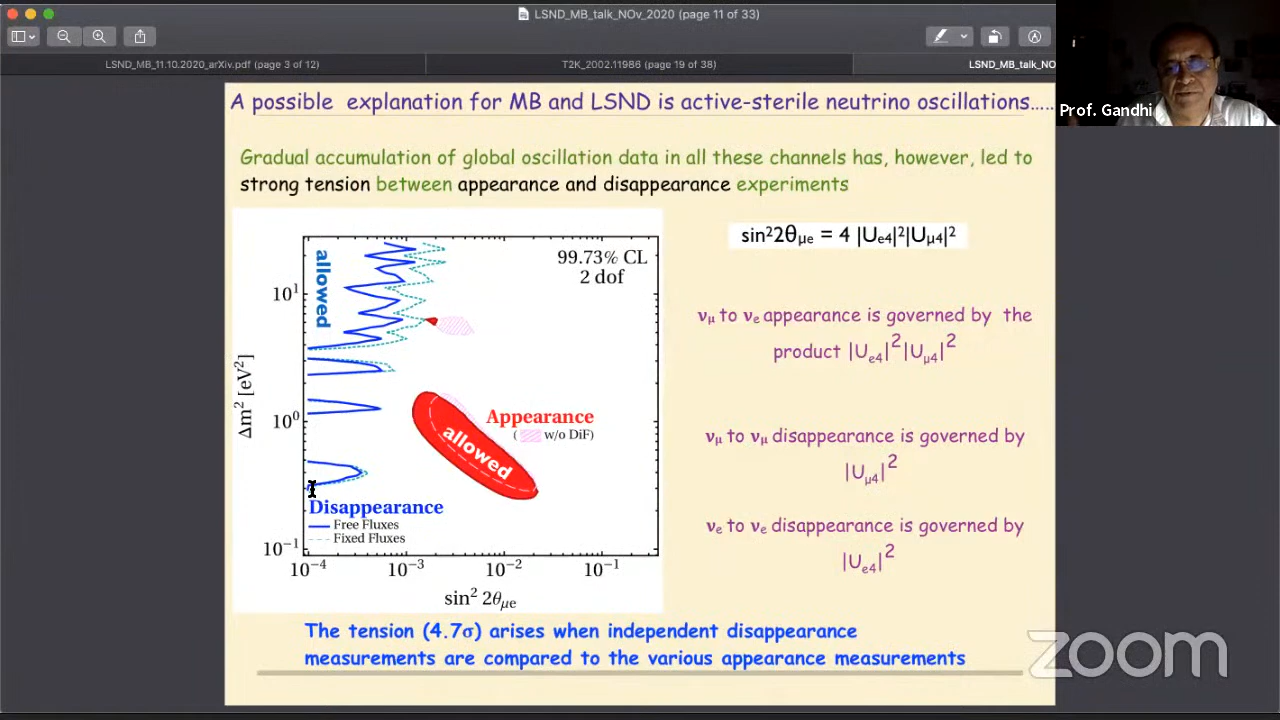 LSND_MB_talk_NOv_2020 (page 11 of 33)
LSND_MB_11.10.2020_arXiv.pdf (page 3 of 12)
T2K_2002.11986 (page 19 of 38)
LSND_MB_talk_NO
Prof. Gandhi
A possible explanation for MB and LSND is active-sterile neutrino oscillations.....
Gradual accumulation of global oscillation data in all these channels has, however, led to
strong tension between appearance and disappearance experiments
allowed
99.73% CL
2 dof
10¹
10⁰
10⁻¹
Δm² [eV²]
Appearance
( w/o DiF)
allowed
Disappearance
Free Fluxes
Fixed Fluxes
10⁻⁴
10⁻³
10⁻²
10⁻¹
sin² 2θμe
sin²2θμe = 4 |Ue4|²|Uμ4|²
νμ to νe appearance is governed by the
product |Ue4|²|Uμ4|²
νμ to νμ disappearance is governed by
|Uμ4|²
νe to νe disappearance is governed by
|Ue4|²
The tension (4.7σ) arises when independent disappearance
measurements are compared to the various appearance measurements
zoom